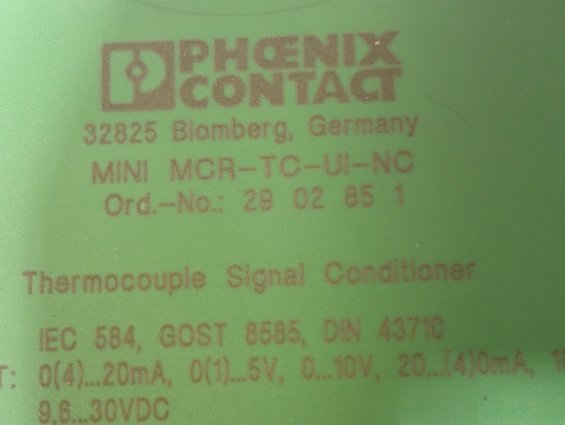 PHŒNIX
CONTACT
32825 Blomberg, Germany
MINI MCR-TC-UI-NC
Ord.-No.: 29 02 85 1
Thermocouple Signal Conditioner
IEC 584, GOST 8585, DIN 43710
T: 0(4)...20mA, 0(1)...5V, 0...10V, 20...(4)0mA,
9,6...30VDC